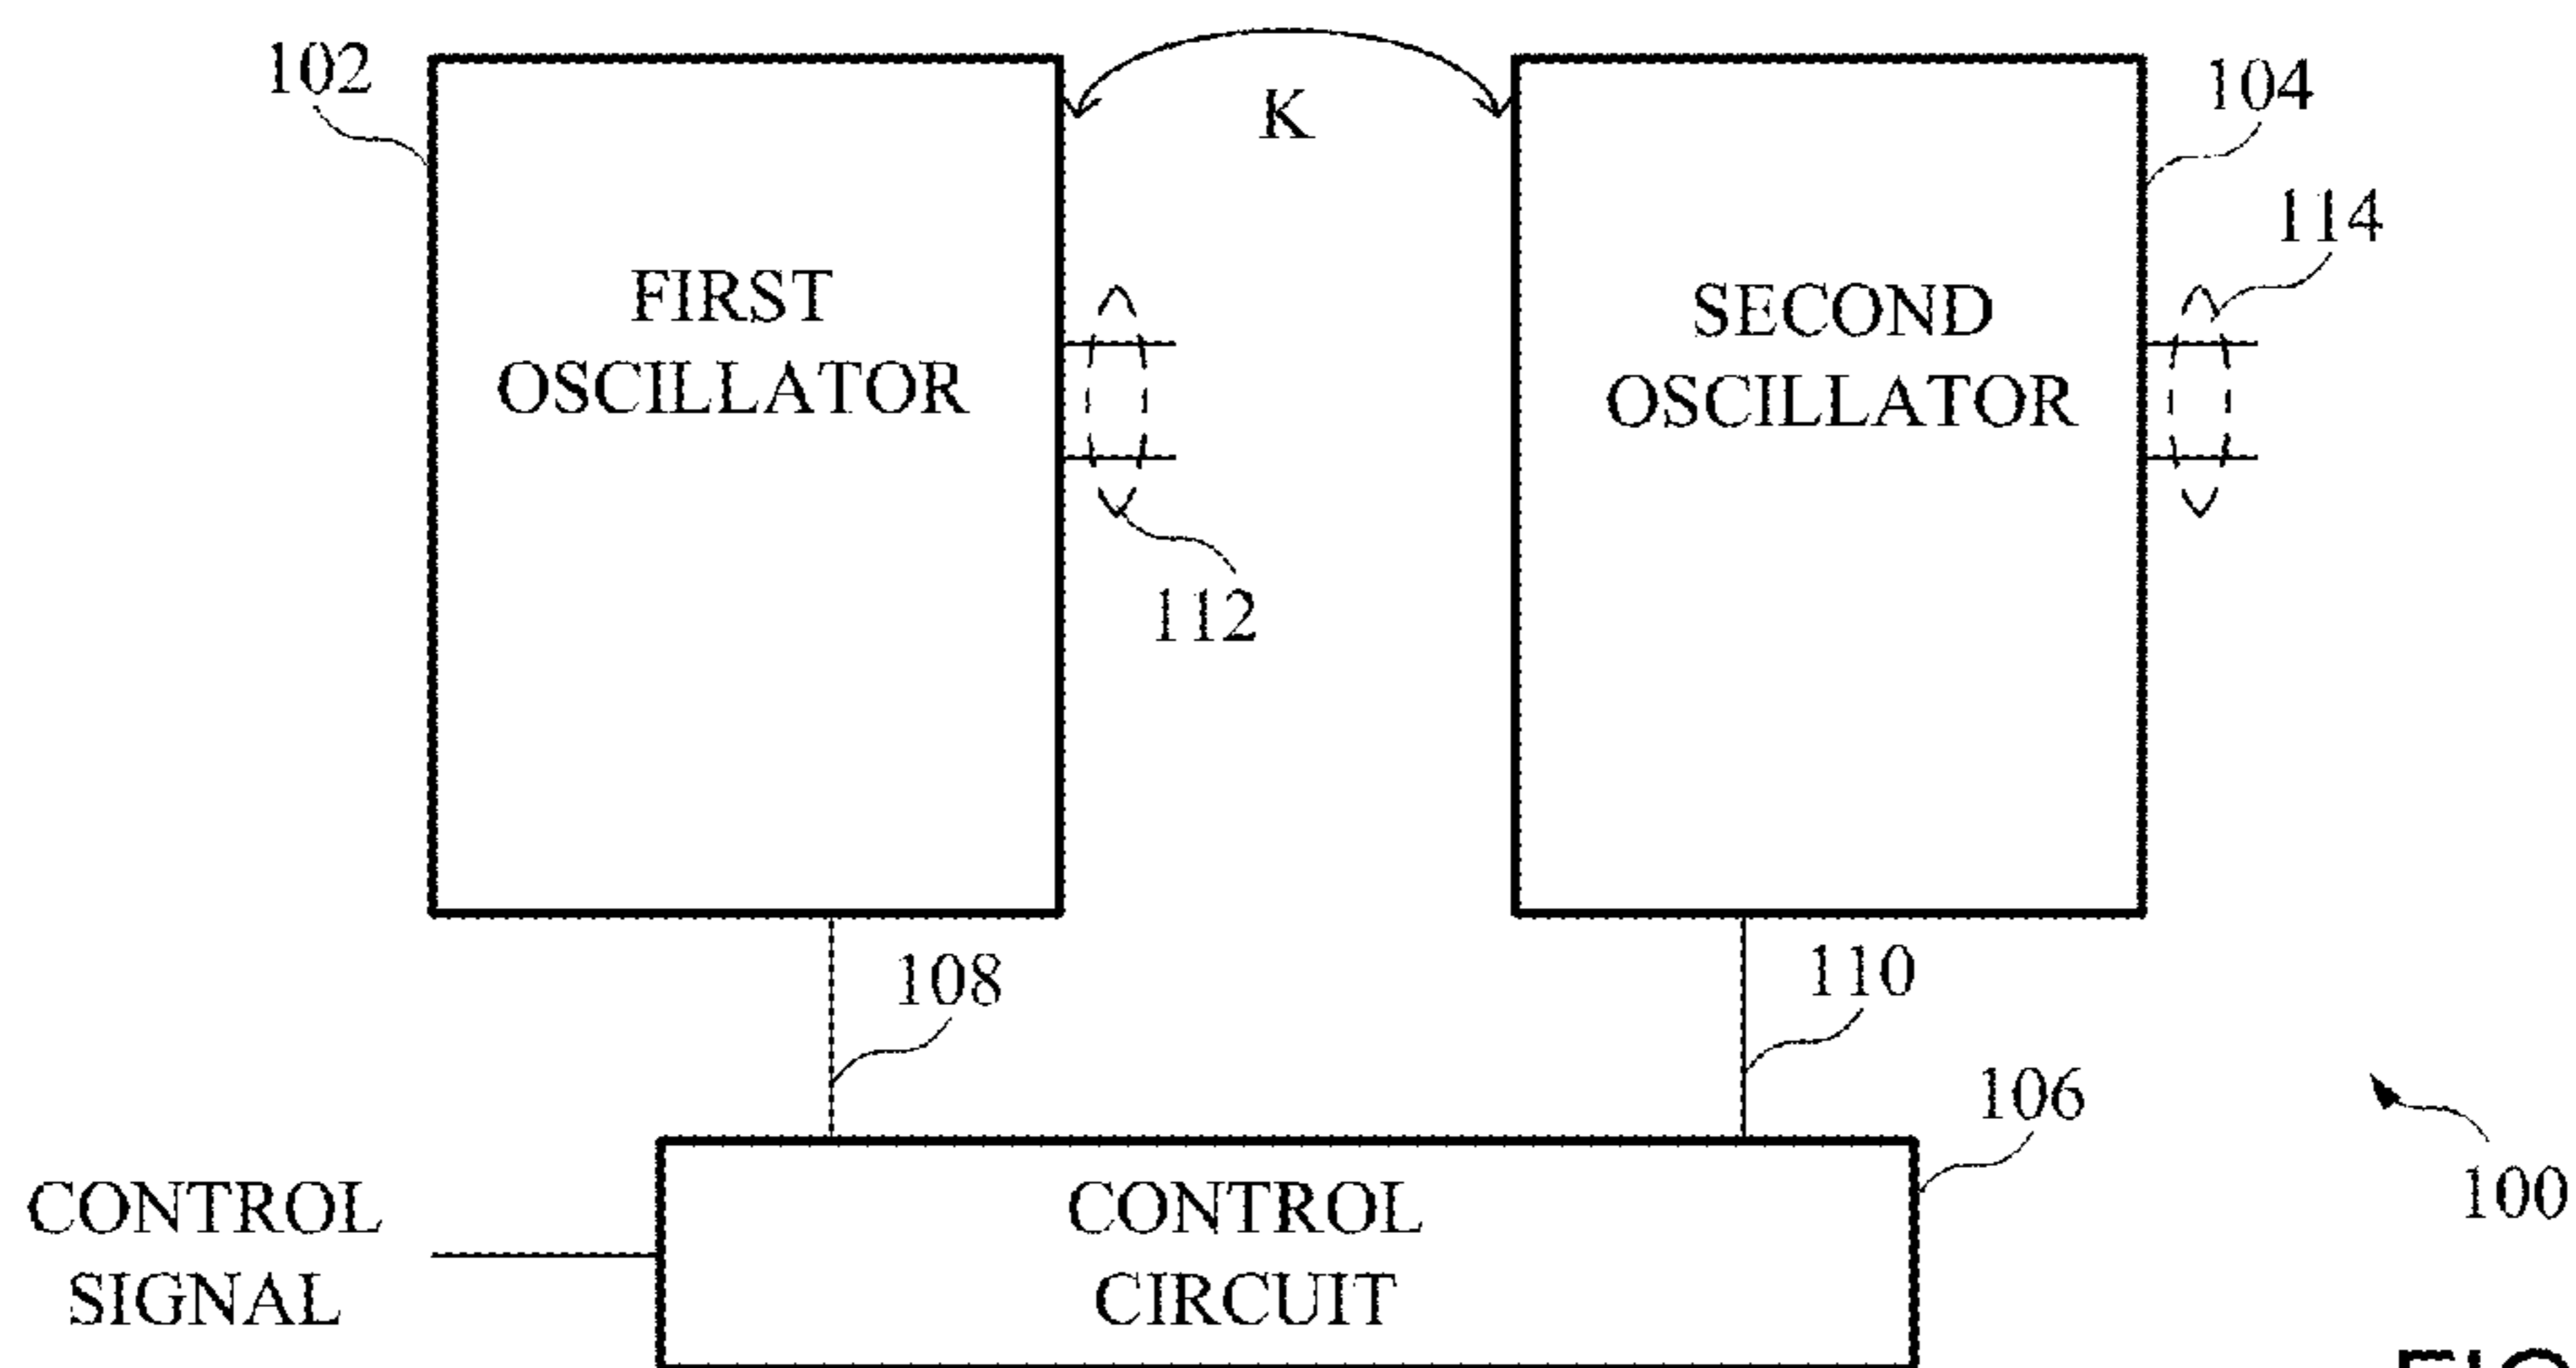 102
K
104
114
FIRST
OSCILLATOR
SECOND
OSCILLATOR
112
108
110
106
100
CONTROL
SIGNAL
CONTROL
CIRCUIT